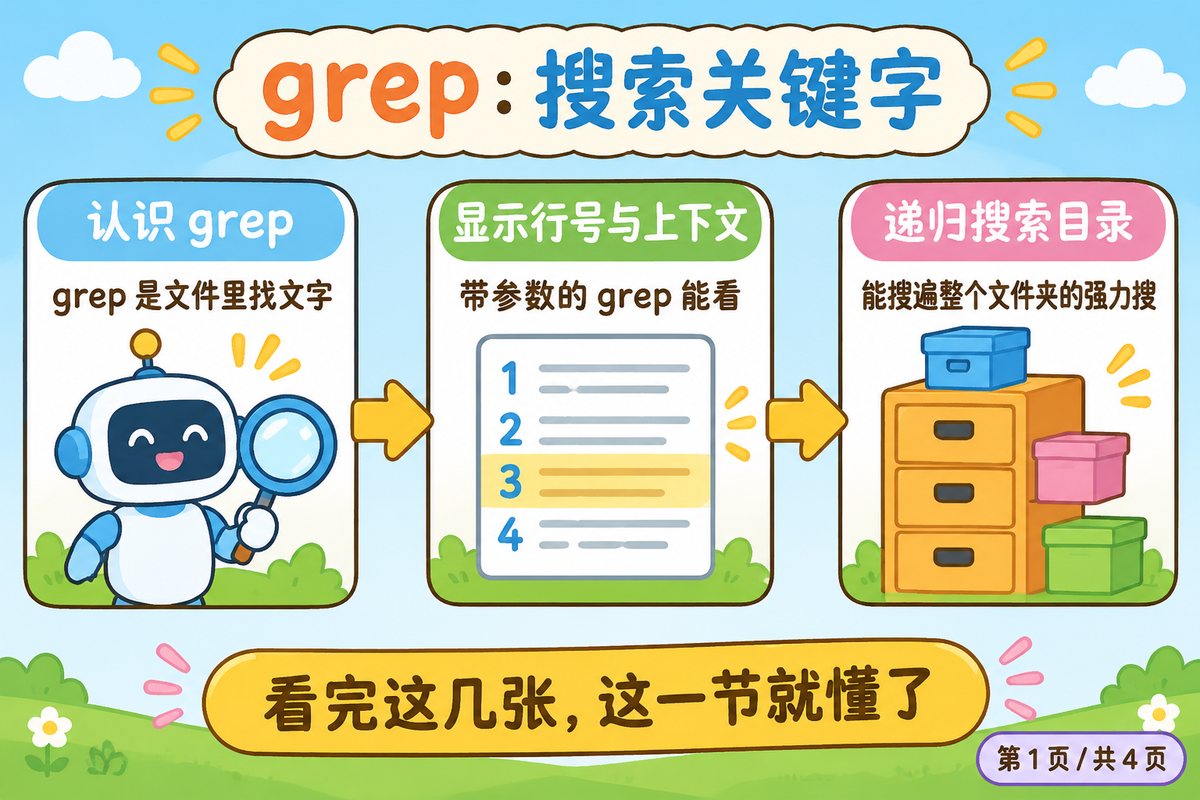 grep：搜索关键字
认识 grep
grep 是文件里找文字
显示行号与上下文
带参数的 grep 能看
1
2
3
4
递归搜索目录
能搜遍整个文件夹的强力搜
看完这几张，这一节就懂了
第 1 页 / 共 4 页